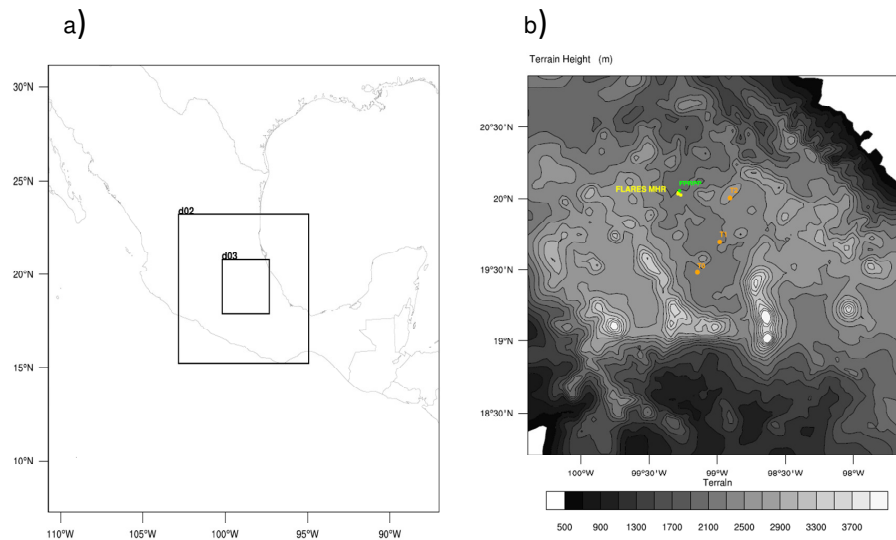 a)
b)
Terrain Height (m)
30°N
25°N
20°N
15°N
10°N
d02
d03
110°W 105°W 100°W 95°W 90°W
20°30'N
20°N
19°30'N
19°N
18°30'N
FLARES MHR
T1
100°W 99°30'W 99°W 98°30'W 98°W
Terrain
500 900 1300 1700 2100 2500 2900 3300 3700